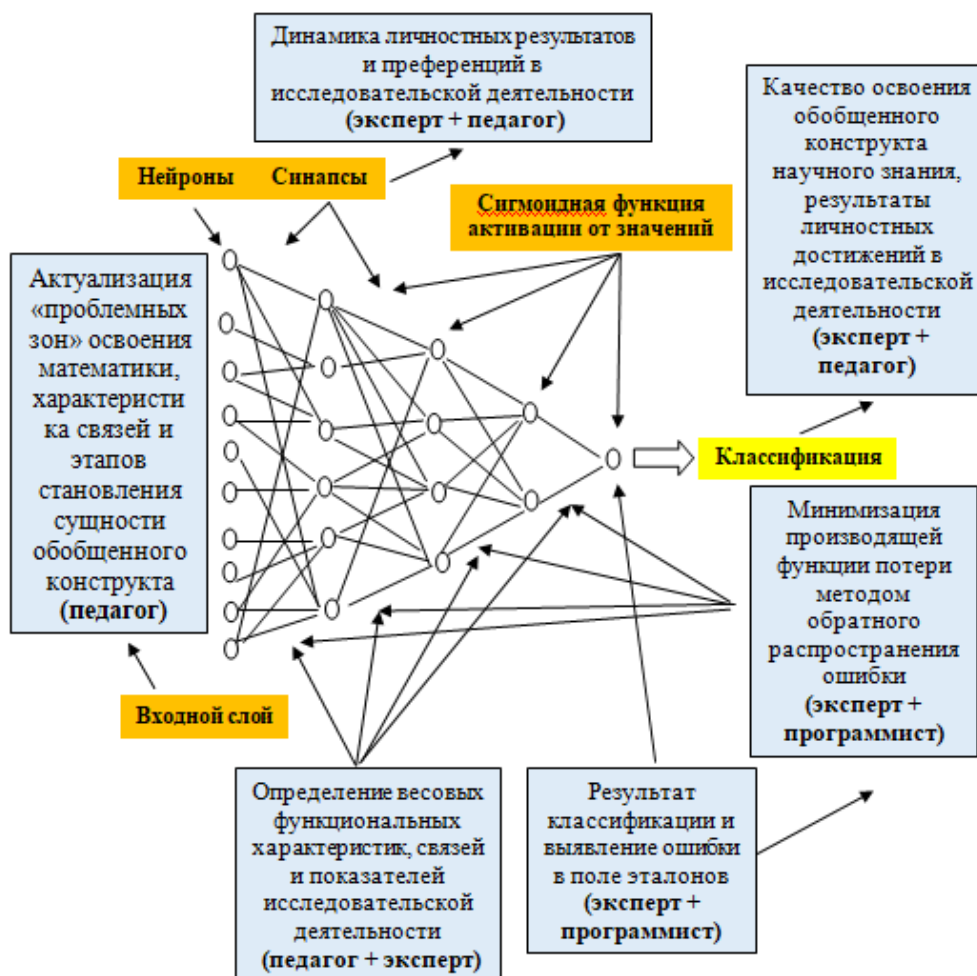 Динамика личностных результатов
и преференций в
исследовательской деятельности
(эксперт + педагог)
Качество освоения
обобщенного
конструкта
научного знания,
результаты
личностных
достижений в
исследовательской
деятельности
(эксперт +
педагог)
Нейроны Синапсы
Сигмоидная функция
активации от значений
Актуализация
«проблемных
зон» освоения
математики,
характеристи
ка связей и
этапов
становления
сущности
обобщенного
конструкта
(педагог)
Классификация
Минимизация
производящей
функции потери
методом
обратного
распространения
ошибки
(эксперт +
программист)
Входной слой
Определение весовых
функциональных
характеристик, связей
и показателей
исследовательской
деятельности
(педагог + эксперт)
Результат
классификации и
выявление ошибки
в поле эталонов
(эксперт +
программист)